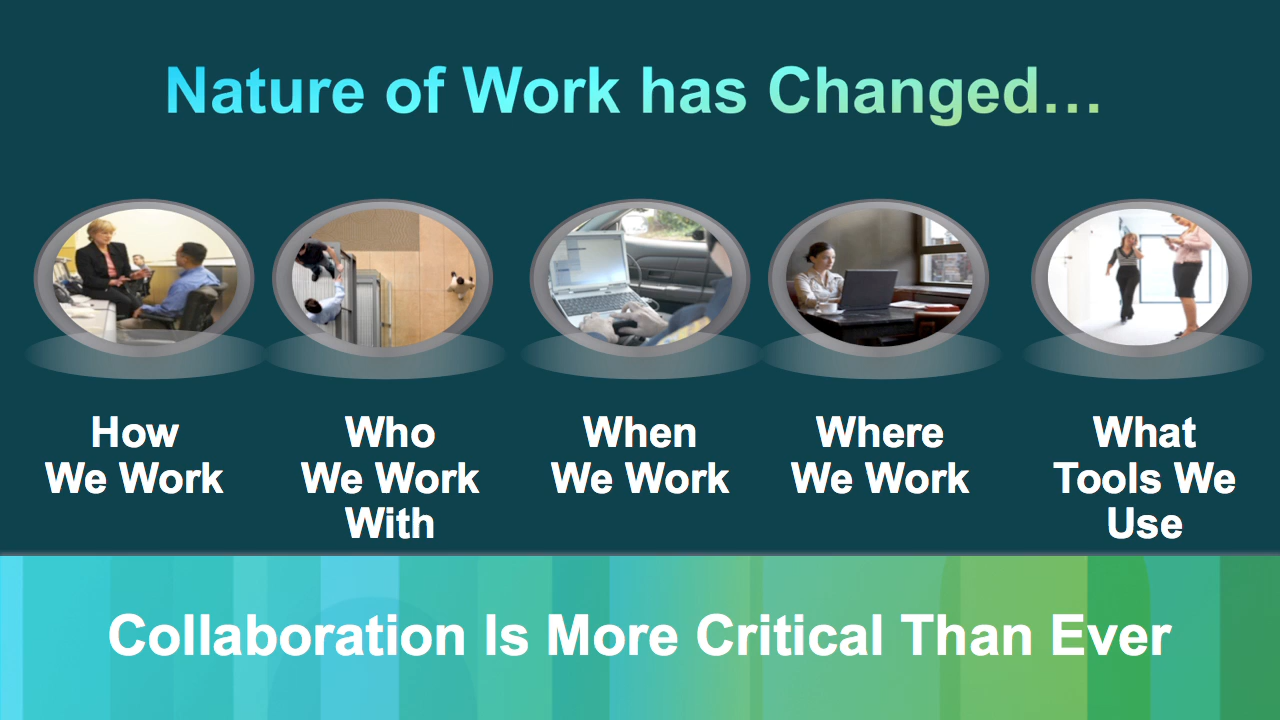 Nature of Work has Changed…
How
We Work
Who
We Work
With
When
We Work
Where
We Work
What
Tools We
Use
Collaboration Is More Critical Than Ever